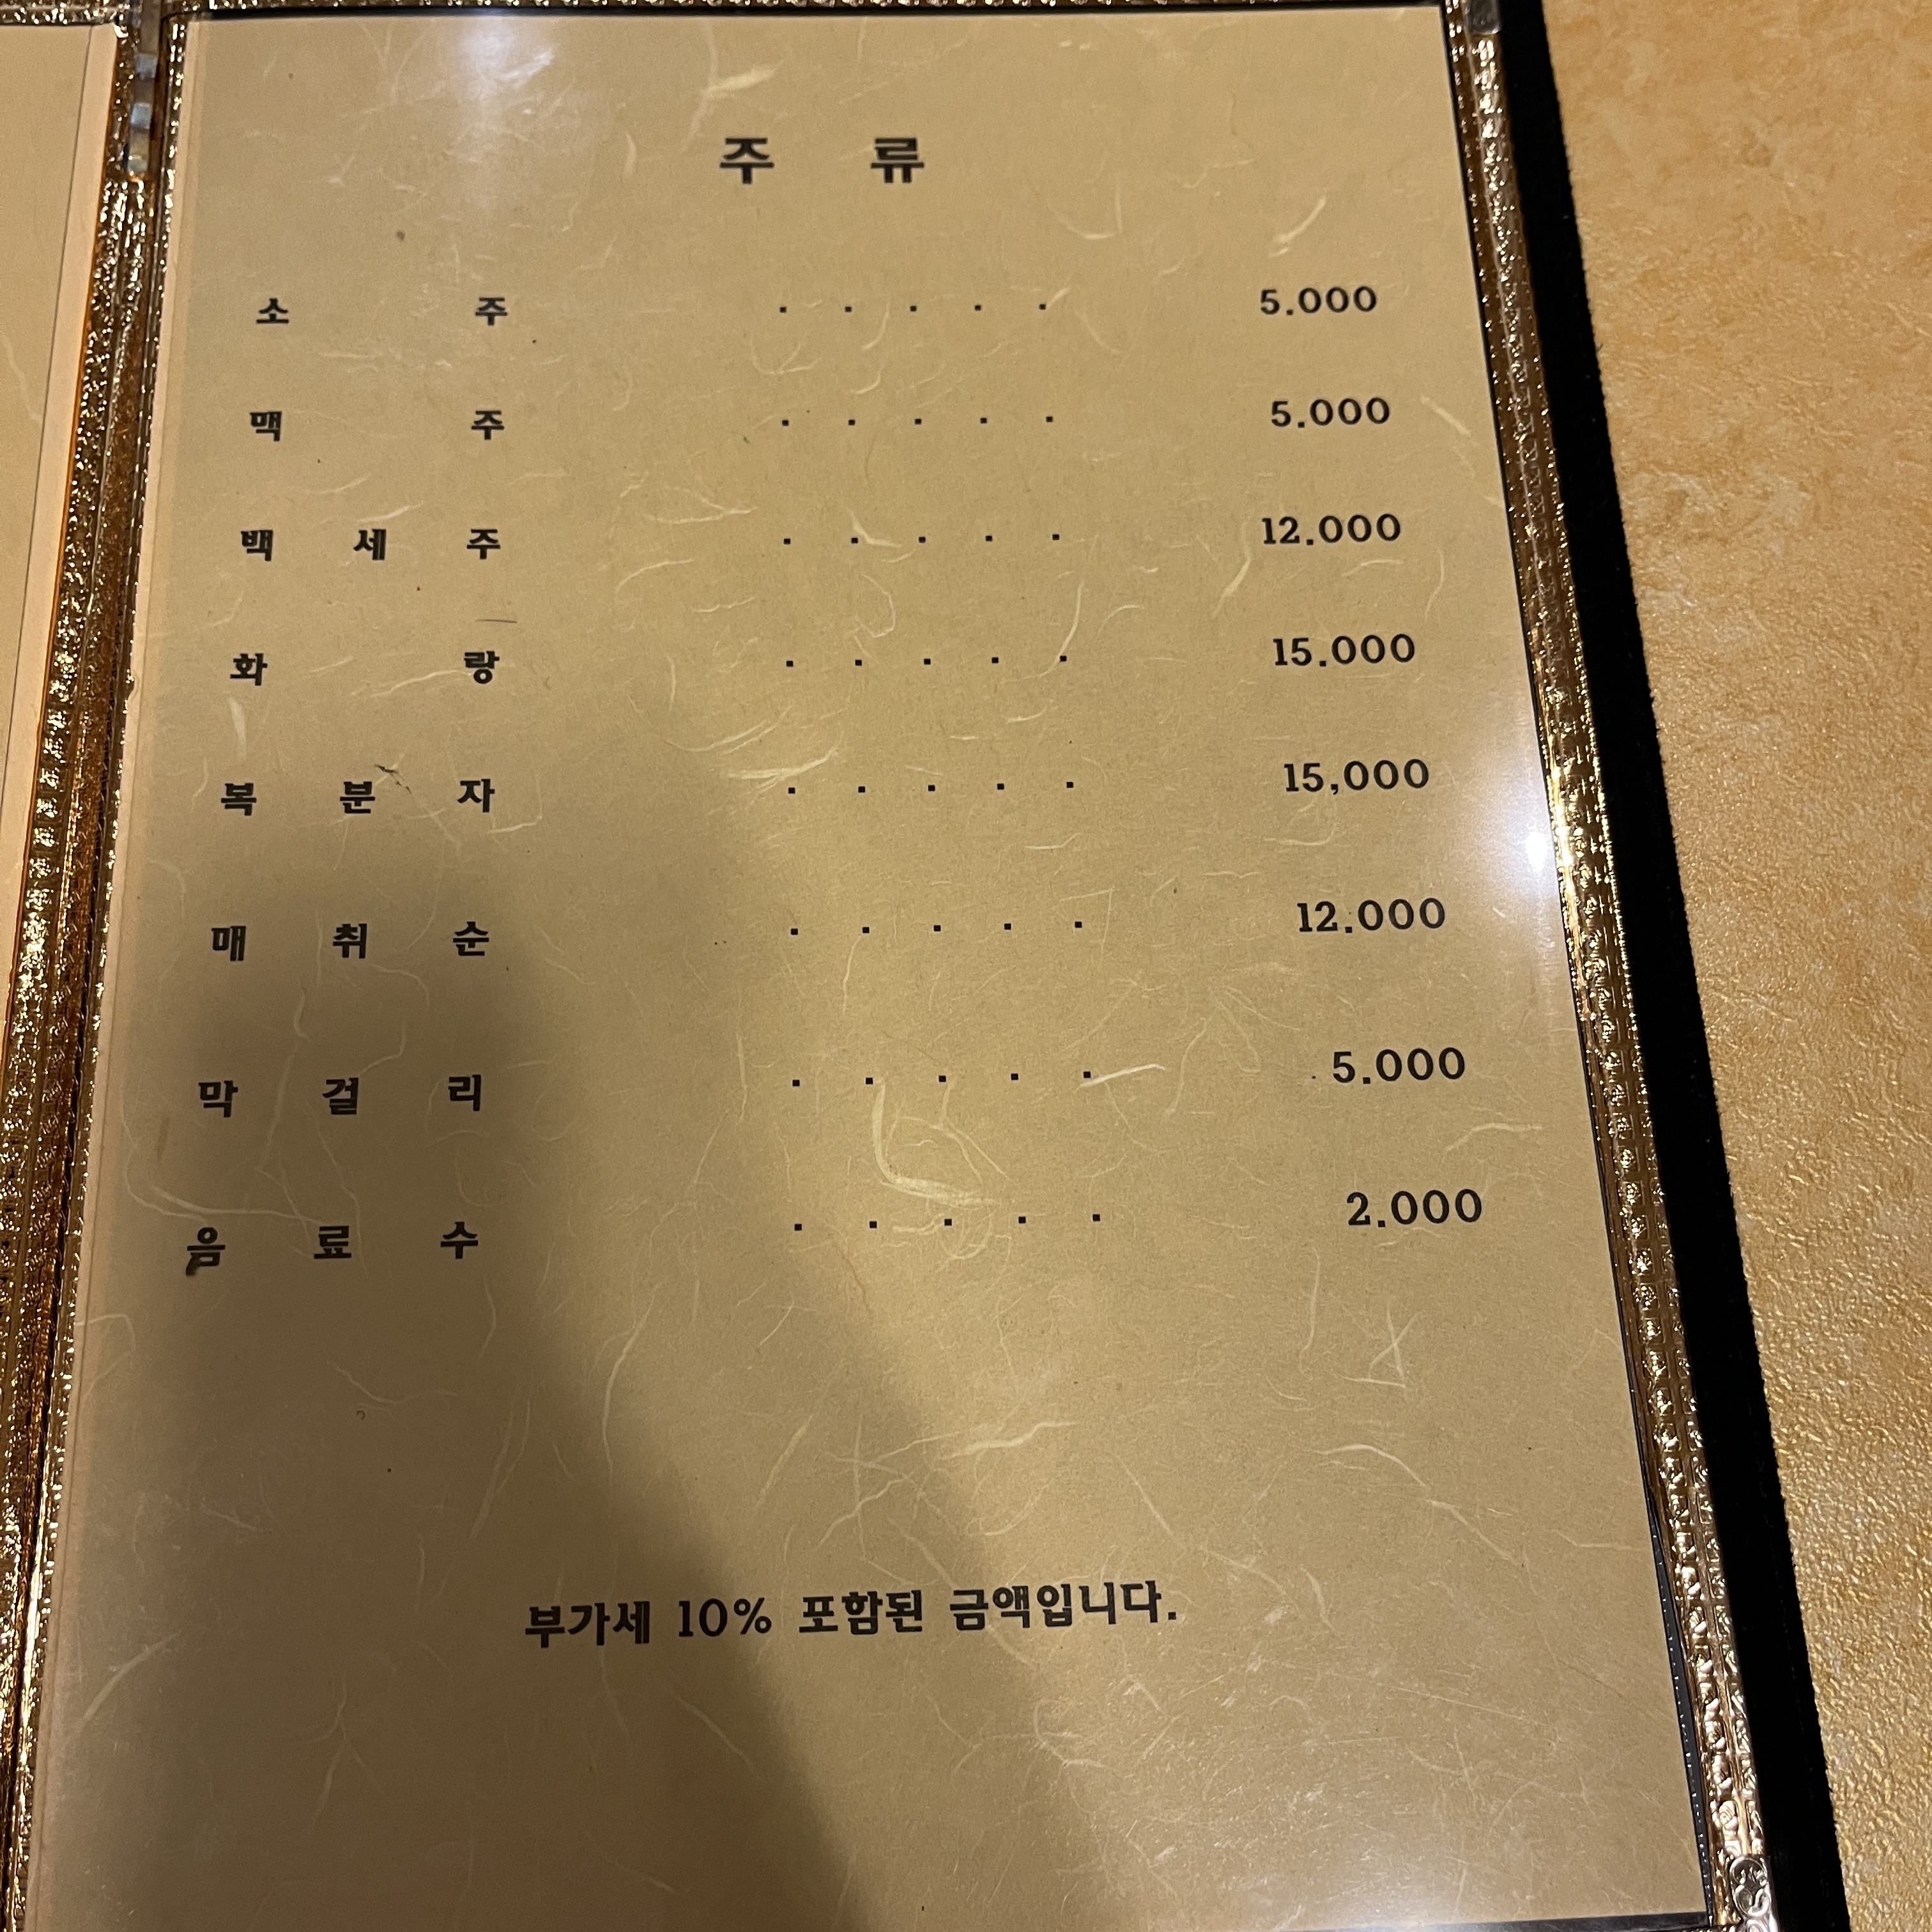 주 류
소 주 . . . . . 5.000
맥 주 . . . . . 5.000
백 세 주 . . . . . 12.000
화 랑 . . . . . 15.000
복 분 자 . . . . . 15,000
매 취 순 . . . . . 12.000
막 걸 리 . . . . . 5.000
음 료 수 . . . . . 2.000
부가세 10% 포함된 금액입니다.